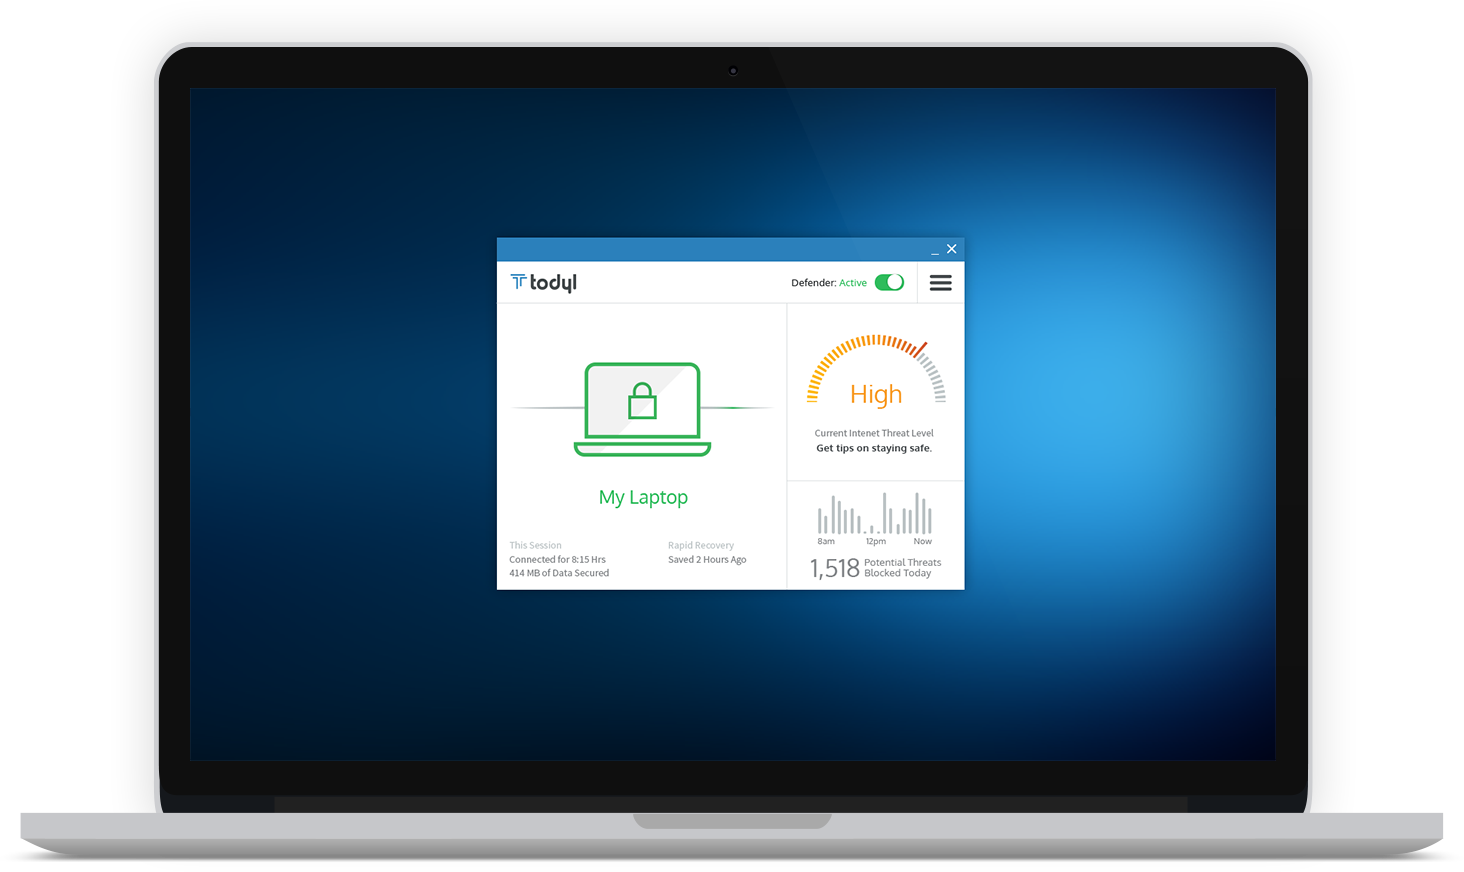 todyl
Defender: Active
High
Current Intenet Threat Level
Get tips on staying safe.
My Laptop
This Session
Connected for 8:15 Hrs
414 MB of Data Secured
Rapid Recovery
Saved 2 Hours Ago
8am 12pm Now
1,518 Potential Threats
Blocked Today